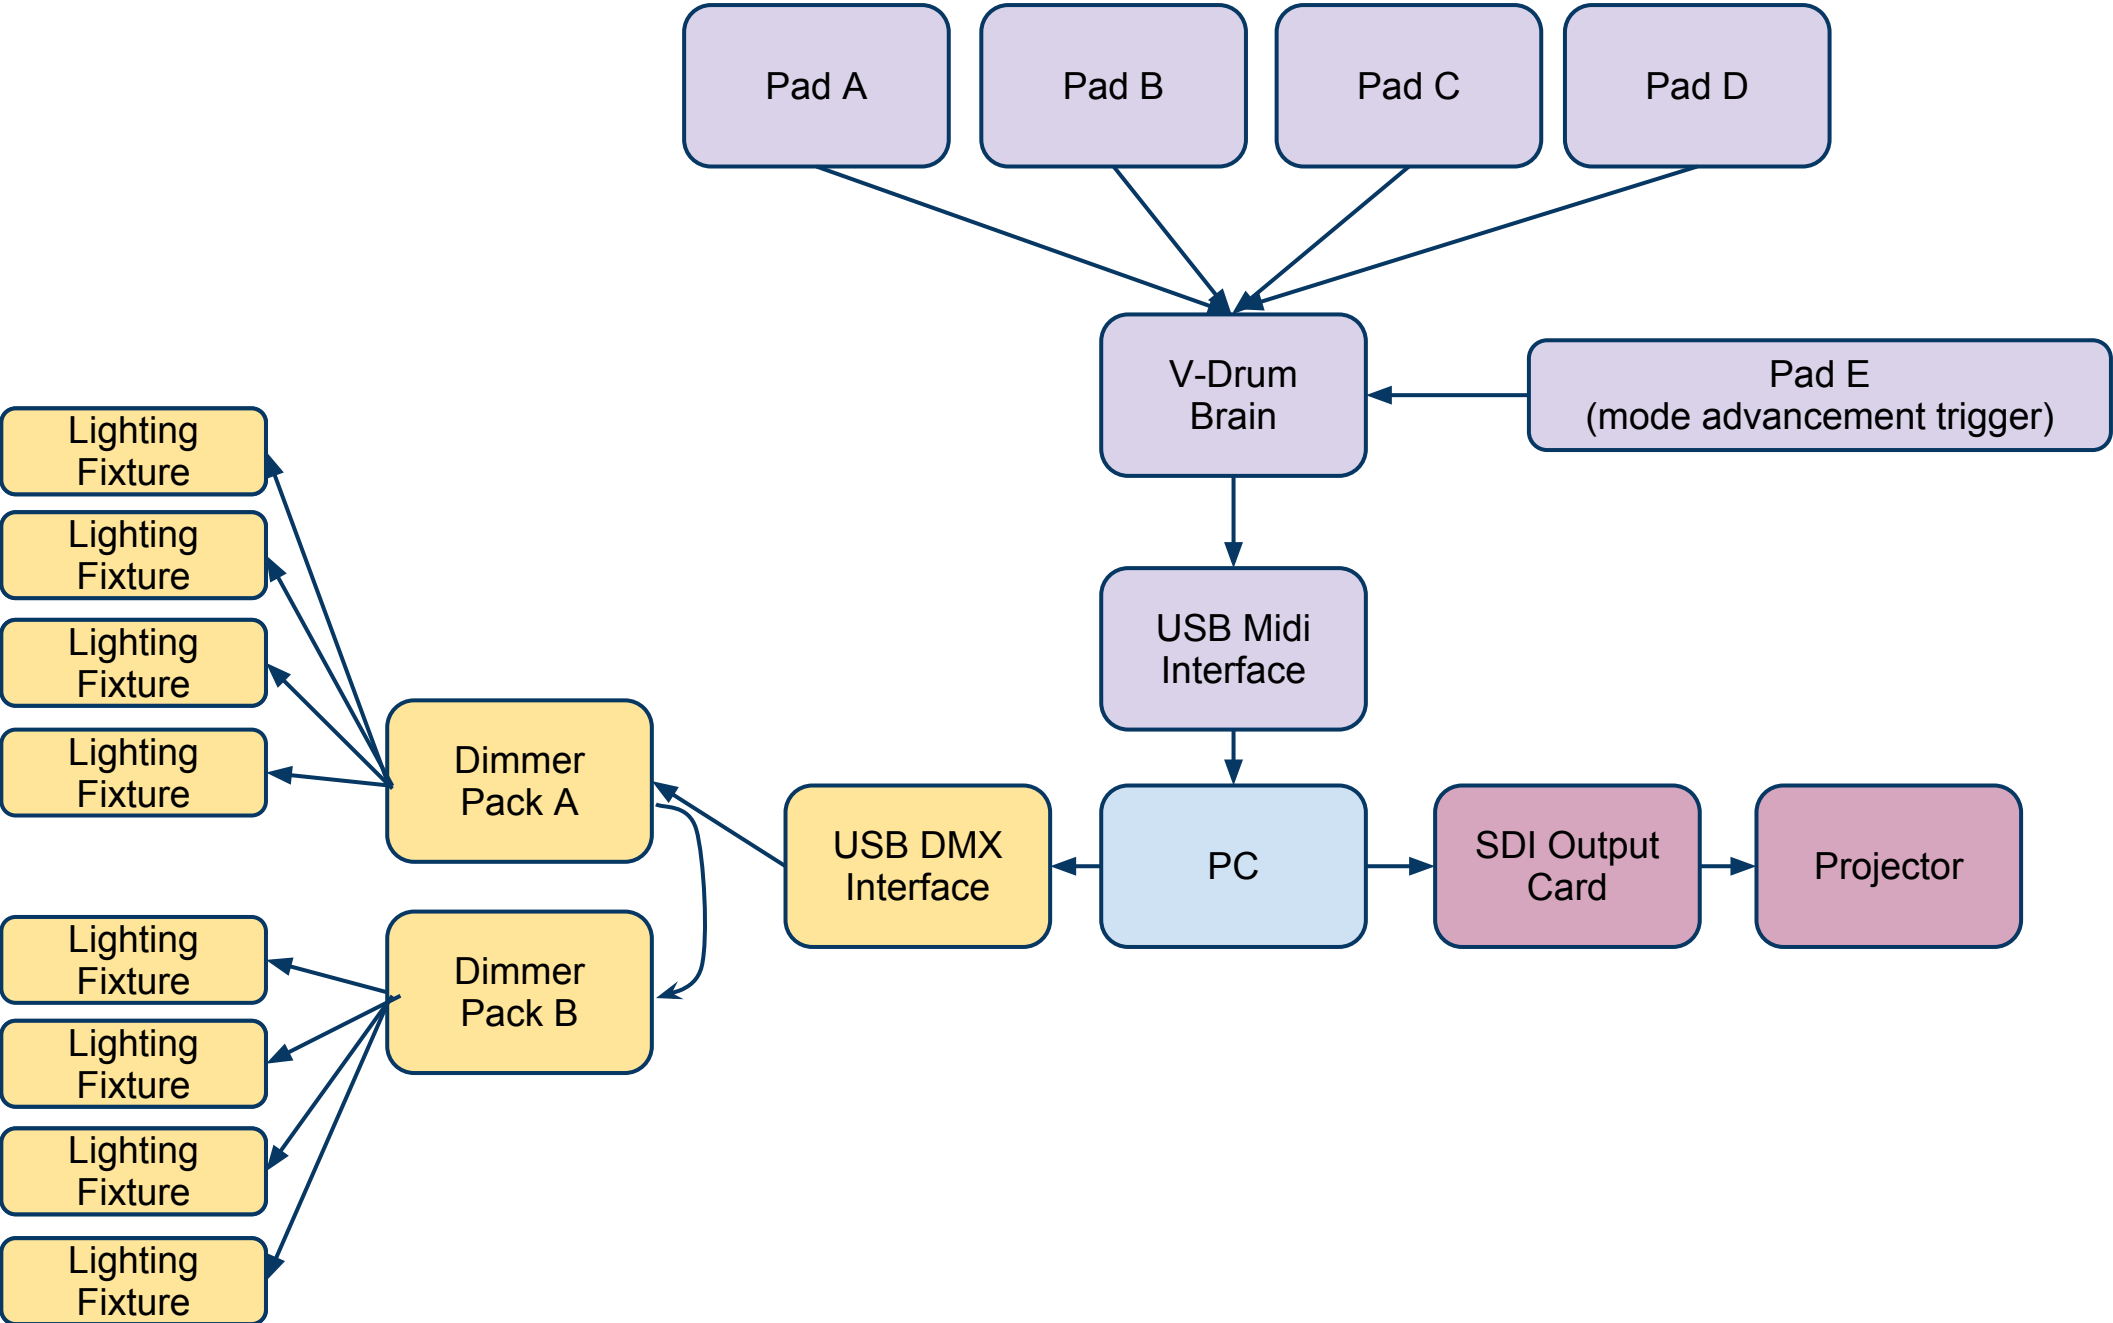 Pad A
Pad B
Pad C
Pad D
V-Drum
Brain
Pad E
(mode advancement trigger)
Lighting
Fixture
Lighting
Fixture
Lighting
Fixture
Lighting
Fixture
USB Midi
Interface
Dimmer
Pack A
USB DMX
Interface
PC
SDI Output
Card
Projector
Dimmer
Pack B
Lighting
Fixture
Lighting
Fixture
Lighting
Fixture
Lighting
Fixture